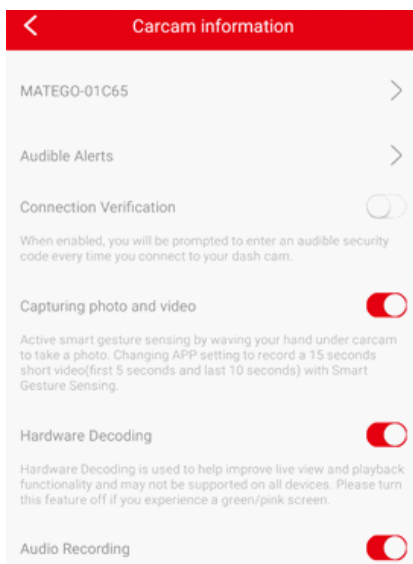 Carcam information
MATEGO-01C65
Audible Alerts
Connection Verification
When enabled, you will be prompted to enter an audible security
code every time you connect to your dash cam.
Capturing photo and video
Active smart gesture sensing by waving your hand under carcam
to take a photo. Changing APP setting to record a 15 seconds
short video(first 5 seconds and last 10 seconds) with Smart
Gesture Sensing.
Hardware Decoding
Hardware Decoding is used to help improve live view and playback
functionality and may not be supported on all devices. Please turn
this feature off if you experience a green/pink screen.
Audio Recording